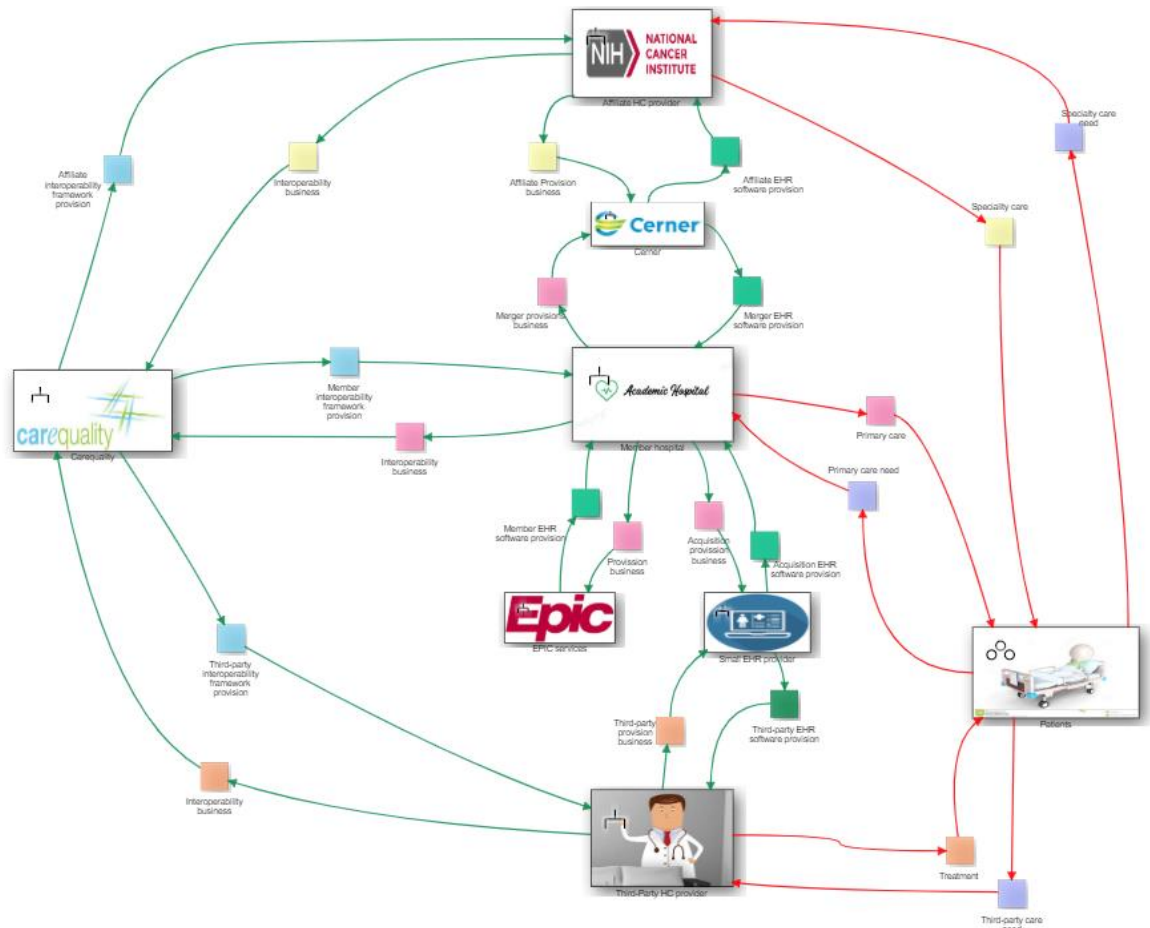 NIH
NATIONAL
CANCER
INSTITUTE
Affiliate HC provider
Specialty care
need
Affiliate
interoperability
framework
provision
Interoperability
business
Affiliate Provision
business
Affiliate EHR
software provision
Speciality care
Cerner
Cerner
Merger provisions
business
Merger EHR
software provision
Member
interoperability
framework
provision
Academic Hospital
Member hospital
carequality
Carequality
Interoperability
business
Primary care
Primary care need
Member EHR
software provision
Provission
business
Acquisition
provission
business
Acquisition EHR
software provision
Epic
EPIC services
Small EHR provider
Third-party
interoperability
framework
provision
Third-party
provision
business
Third-party EHR
software provision
Patients
Interoperability
business
Third-Party HC provider
Treatment
Third-party care